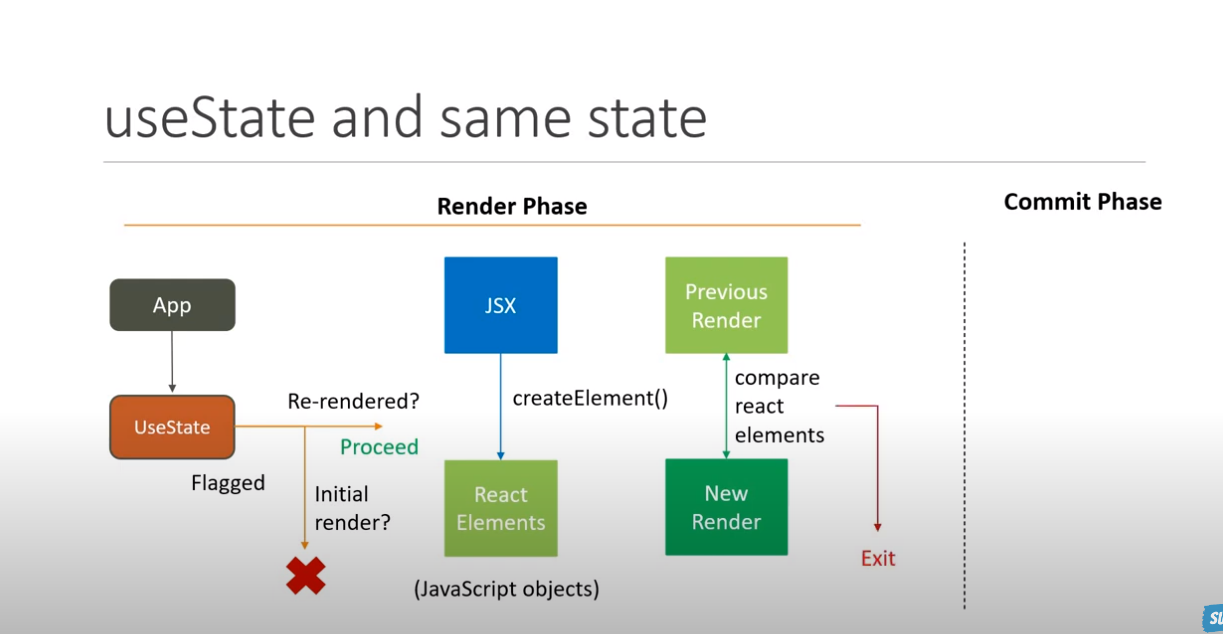 useState and same state
Render Phase
Commit Phase
App
UseState
Flagged
Re-rendered?
Proceed
Initial
render?
JSX
createElement()
React
Elements
(JavaScript objects)
Previous
Render
compare
react
elements
New
Render
Exit